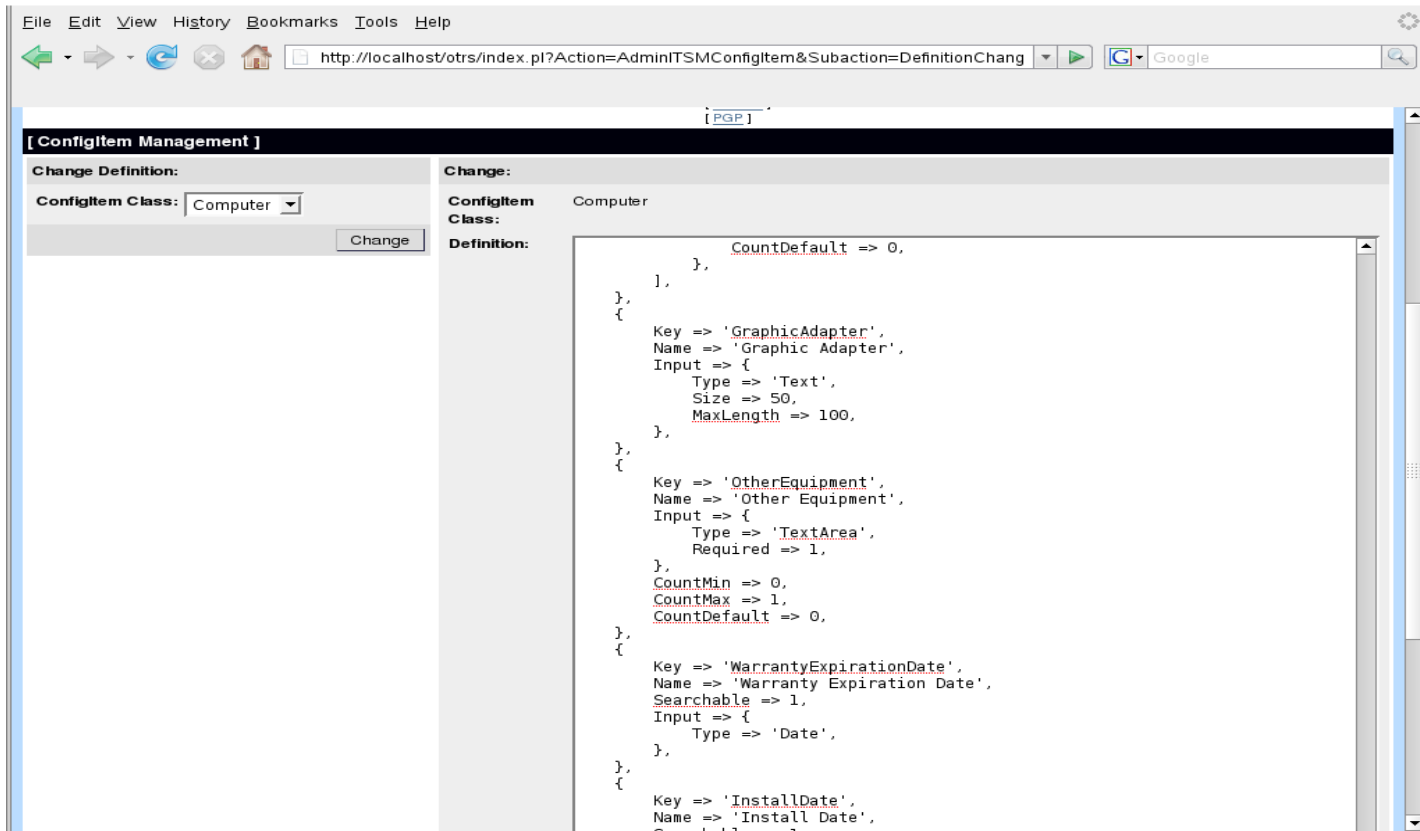 File Edit View History Bookmarks Tools Help
http://localhost/otrs/index.pl?Action=AdminITSMConfigItem&Subaction=DefinitionChang
Google
[ PGP ]
[ ConfigItem Management ]
Change Definition:
ConfigItem Class: Computer
Change
Change:
ConfigItem Class: Computer
Definition:
CountDefault => 0,
},
],
},
{
Key => 'GraphicAdapter',
Name => 'Graphic Adapter',
Input => {
Type => 'Text',
Size => 50,
MaxLength => 100,
},
},
{
Key => 'OtherEquipment',
Name => 'Other Equipment',
Input => {
Type => 'TextArea',
Required => 1,
},
CountMin => 0,
CountMax => 1,
CountDefault => 0,
},
{
Key => 'WarrantyExpirationDate',
Name => 'Warranty Expiration Date',
Searchable => 1,
Input => {
Type => 'Date',
},
},
{
Key => 'InstallDate',
Name => 'Install Date',